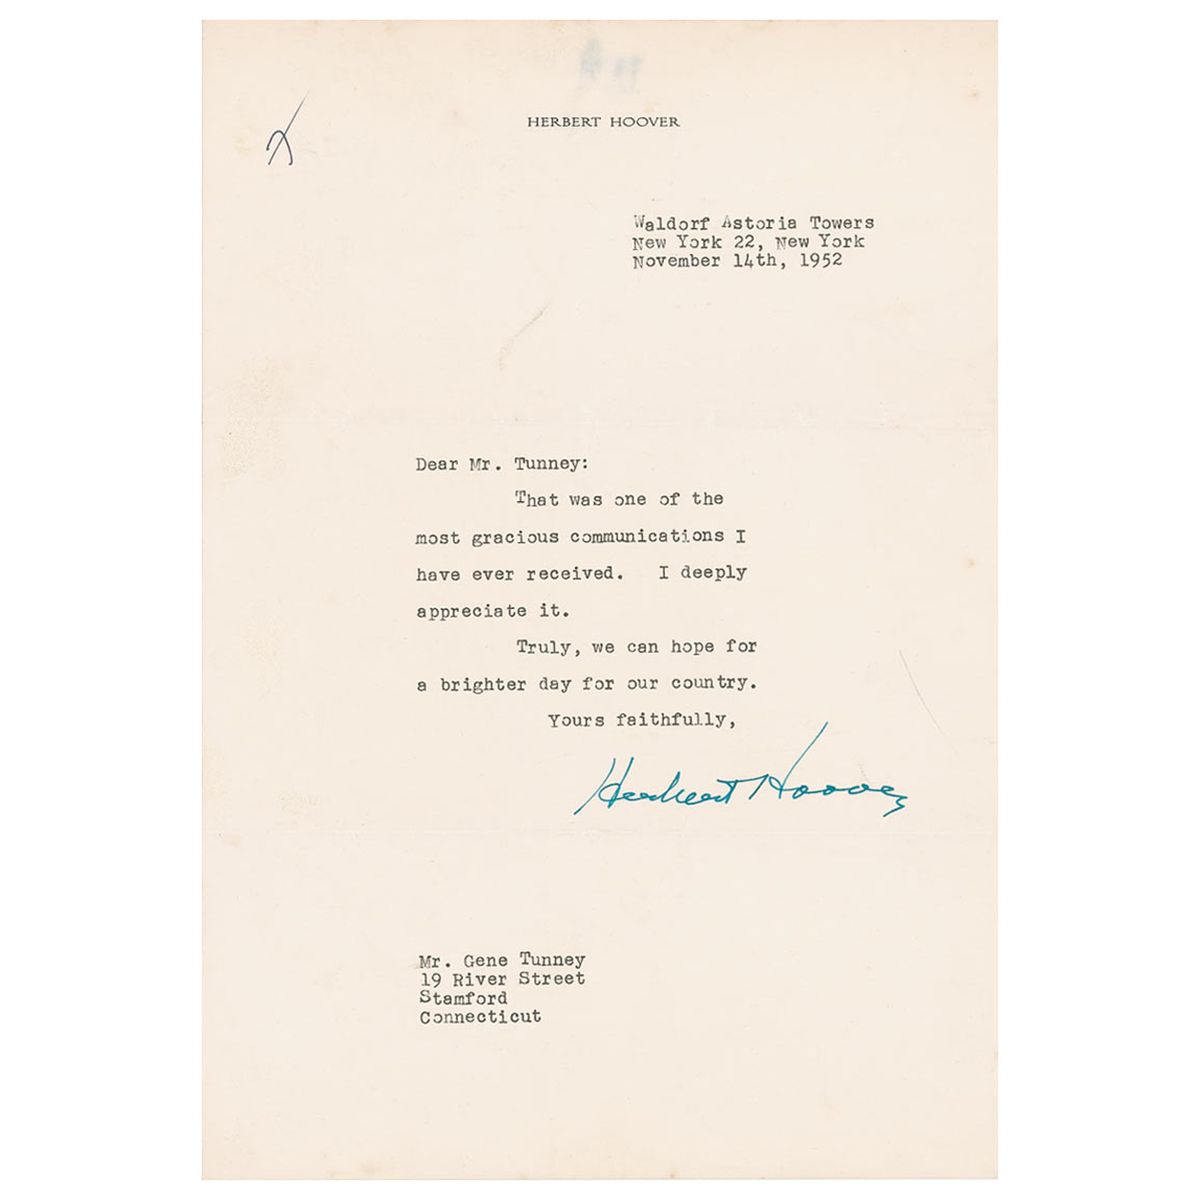 HERBERT HOOVER
Waldorf Astoria Towers
New York 22, New York
November 14th, 1952
Dear Mr. Tunney:
That was one of the
most gracious communications I
have ever received. I deeply
appreciate it.
Truly, we can hope for
a brighter day for our country.
Yours faithfully,
Herbert Hoover
Mr. Gene Tunney
19 River Street
Stamford
Connecticut